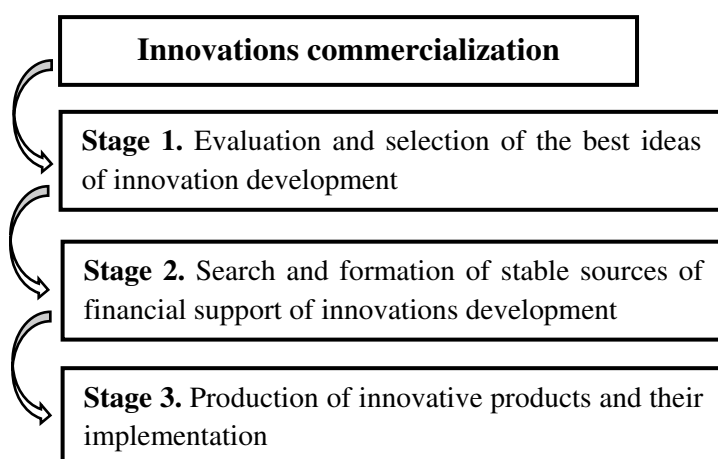 Innovations commercialization
Stage 1. Evaluation and selection of the best ideas
of innovation development
Stage 2. Search and formation of stable sources of
financial support of innovations development
Stage 3. Production of innovative products and their
implementation